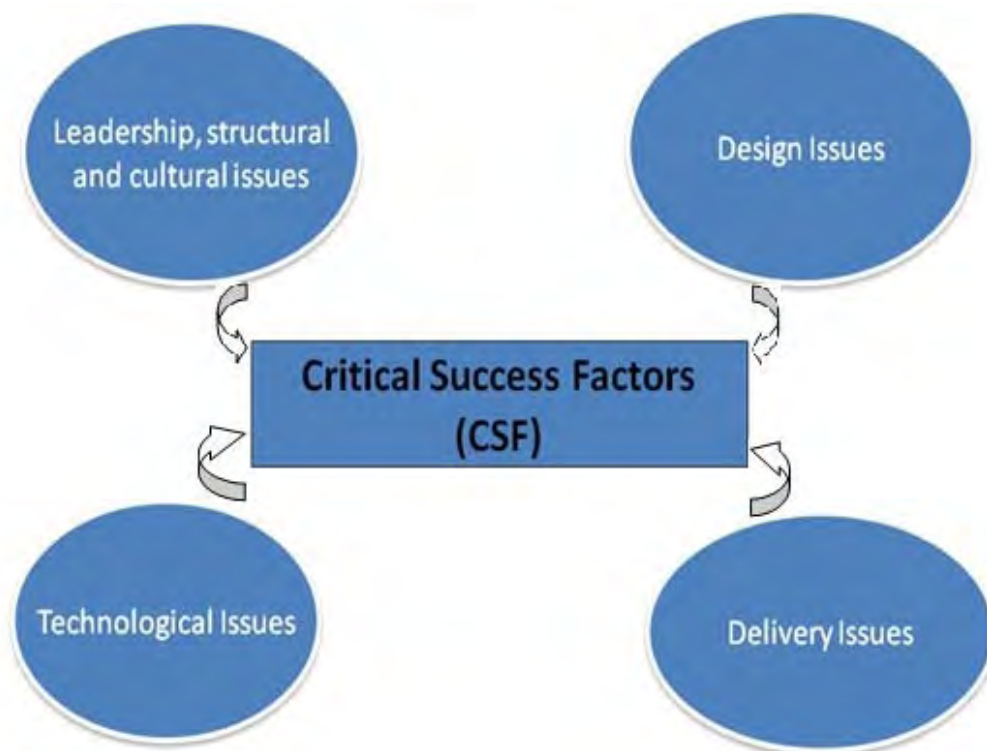 Leadership, structural
and cultural issues
Design Issues
Critical Success Factors
(CSF)
Technological Issues
Delivery Issues